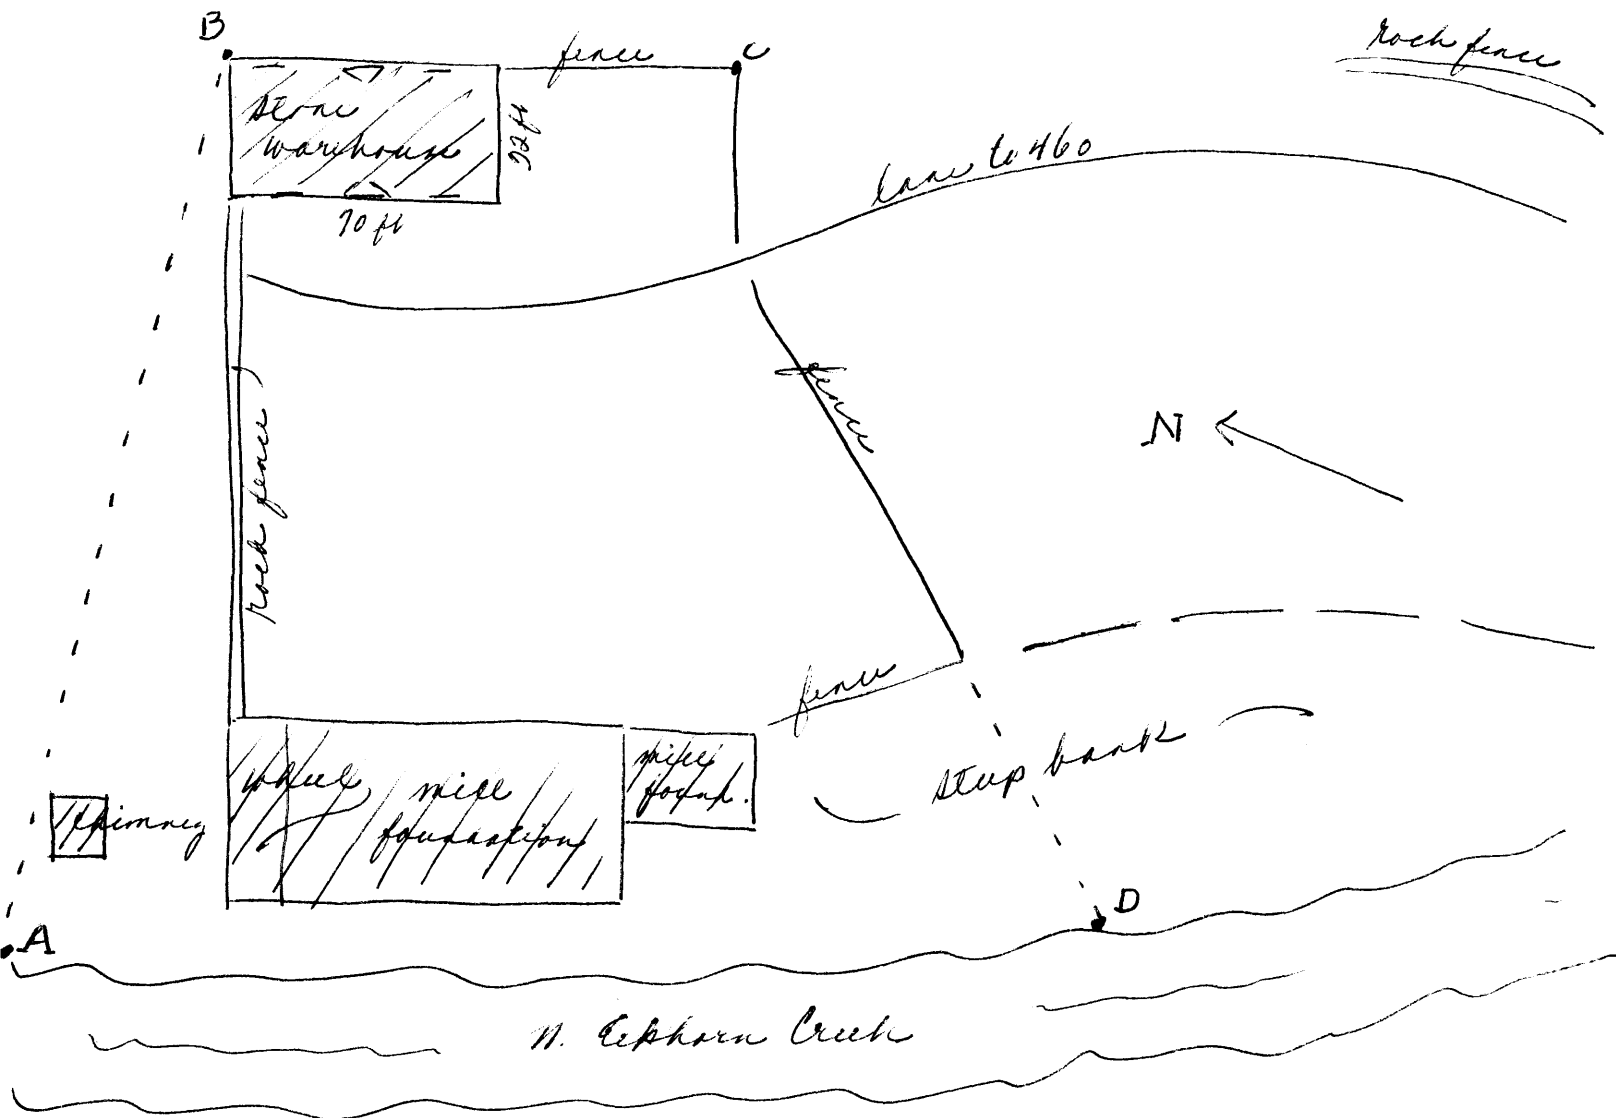 B
fence
C
rock fence
stone
warehouse
32 ft
70 ft
lane to 460
fence
rock fence
N
fence
wheel
mill
foundation
mill
found.
steep bank
chimney
D
A
N. Elkhorn Creek